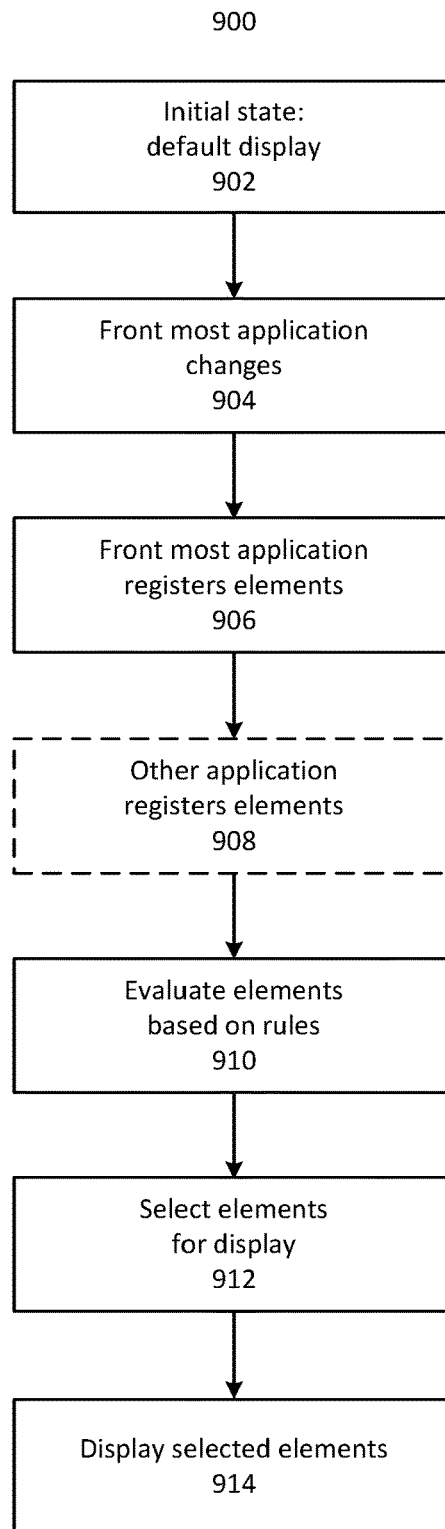 900
Initial state:
default display
902
Front most application
changes
904
Front most application
registers elements
906
Other application
registers elements
908
Evaluate elements
based on rules
910
Select elements
for display
912
Display selected elements
914